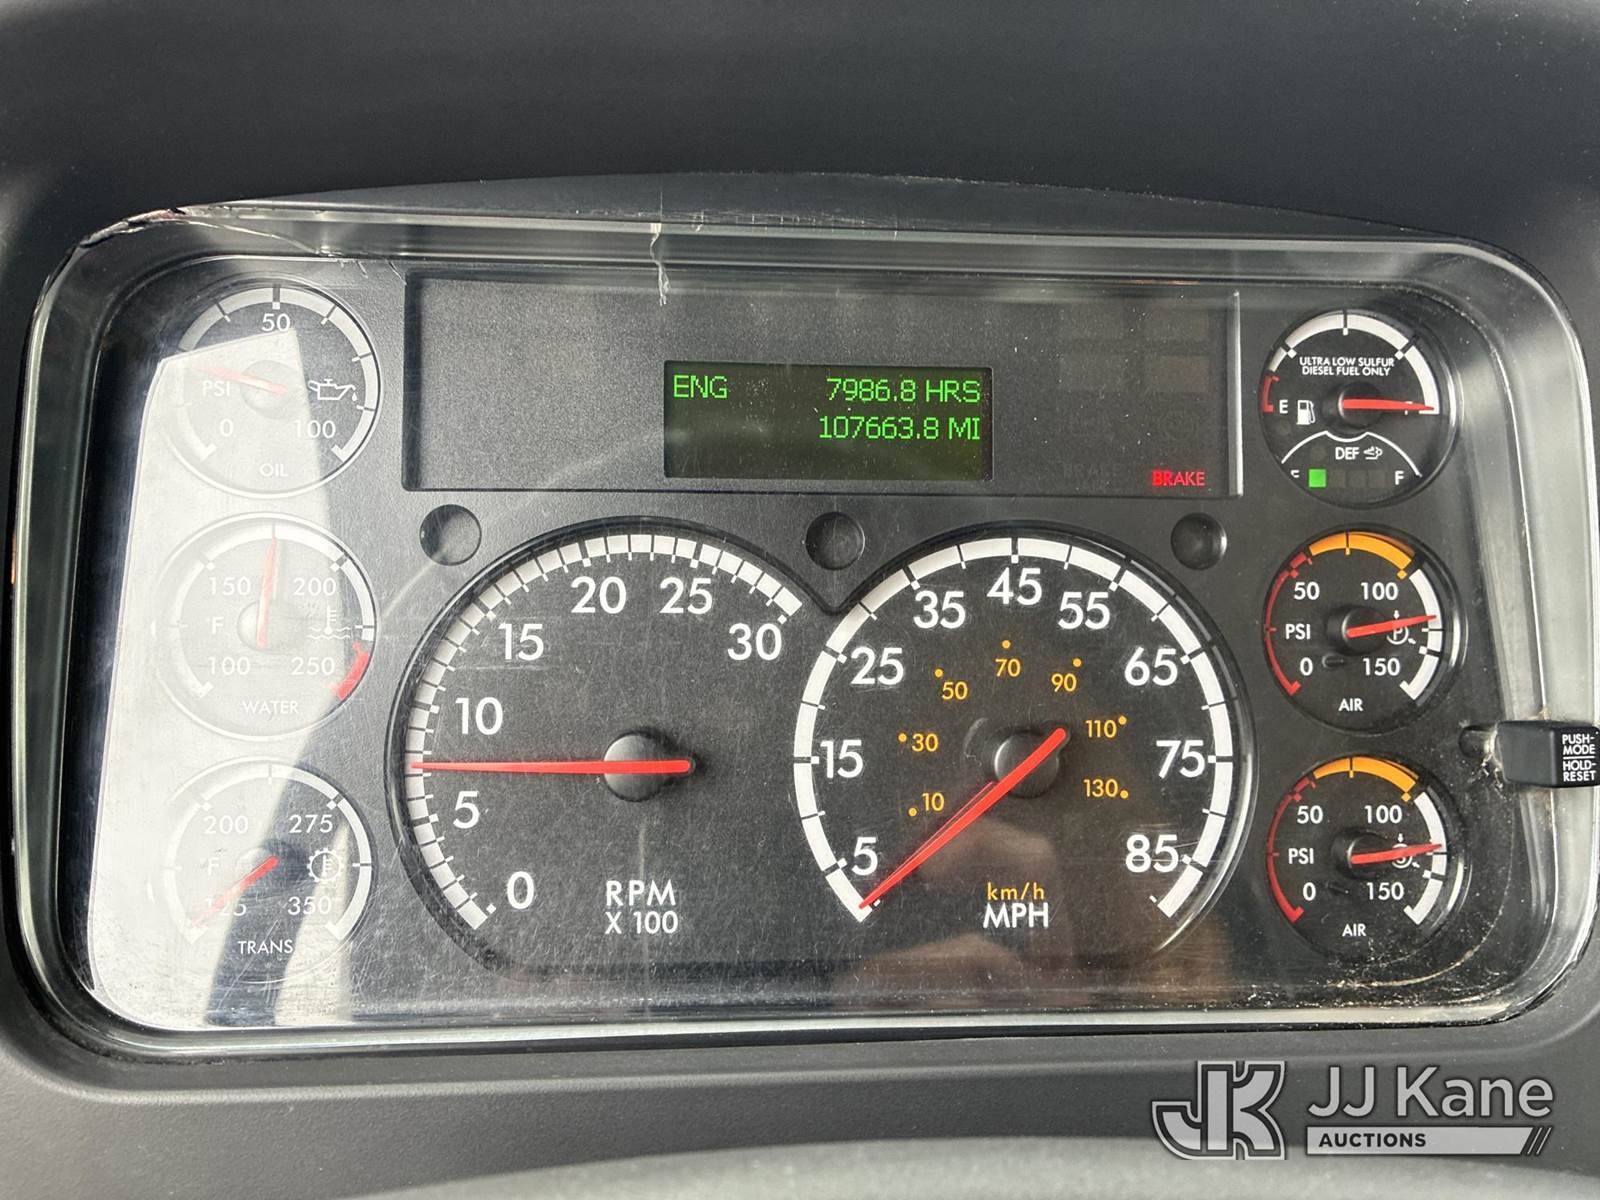 50
PSI
0
100
OIL
ENG 7986.8 HRS
107663.8 MI
BRAKE
ULTRA LOW SULFUR
DIESEL FUEL ONLY
E
DEF
F
150
200
F
100
250
WATER
200
275
F
350
TRANS
0
5
10
15
20
25
30
RPM
X 100
5
15
25
35
45
55
65
75
85
10
30
50
70
90
110
130
km/h
MPH
50
100
PSI
0
150
AIR
50
100
PSI
0
150
AIR
PUSH-
MODE
HOLD-
RESET
JK
JJ Kane
AUCTIONS